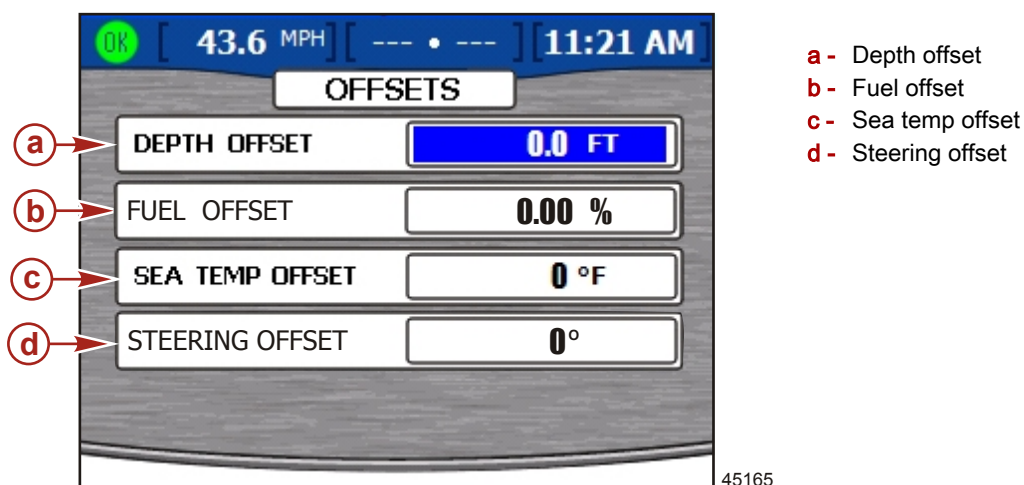 OK [ 43.6 MPH ] [ --- • --- ] [ 11:21 AM ]
OFFSETS
a DEPTH OFFSET 0.0 FT
b FUEL OFFSET 0.00 %
c SEA TEMP OFFSET 0 °F
d STEERING OFFSET 0°
a - Depth offset
b - Fuel offset
c - Sea temp offset
d - Steering offset
45165